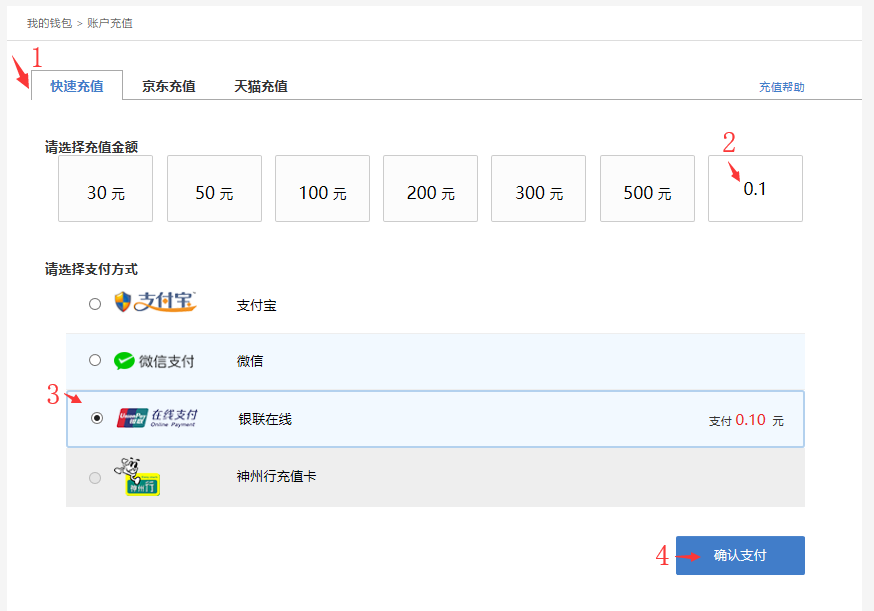 我的钱包 > 账户充值
1
快速充值 京东充值 天猫充值 充值帮助
请选择充值金额
2
30 元 50 元 100 元 200 元 300 元 500 元 0.1
请选择支付方式
支付宝 支付宝
微信支付 微信
3
UnionPay 银联 在线支付 Online Payment 银联在线 支付 0.10 元
神州行 神州行充值卡
4 确认支付